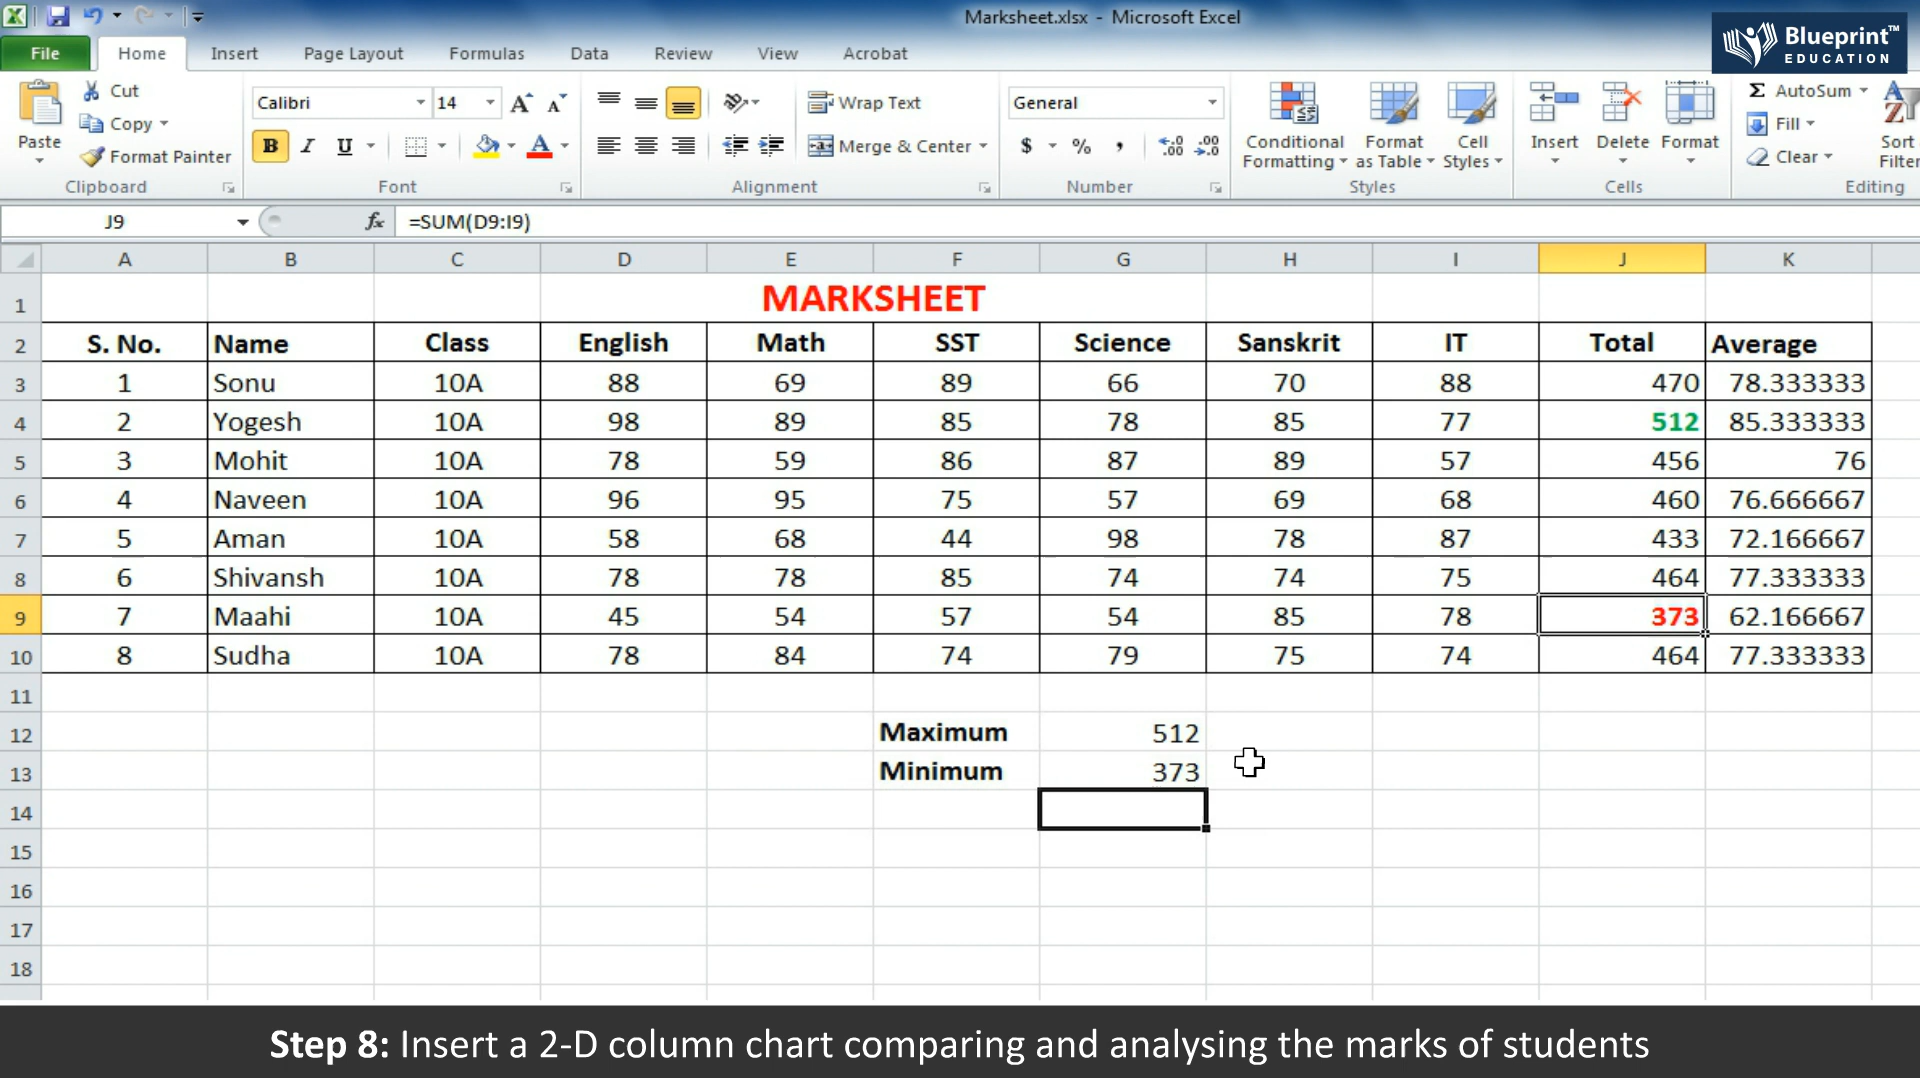 Marksheet.xlsx - Microsoft Excel
Blueprint™
EDUCATION
File Home Insert Page Layout Formulas Data Review View Acrobat
Paste
Cut
Copy
Format Painter
Clipboard
Calibri 14
B I U
Font
Wrap Text
Merge & Center
Alignment
General
$ % ,
Number
Conditional Formatting
Format as Table
Cell Styles
Styles
Insert Delete Format
Cells
Σ AutoSum
Fill
Clear
Sort
Filter
Editing
J9 fx =SUM(D9:I9)
A B C D E F G H I J K
1 MARKSHEET
2 S. No. Name Class English Math SST Science Sanskrit IT Total Average
3 1 Sonu 10A 88 69 89 66 70 88 470 78.333333
4 2 Yogesh 10A 98 89 85 78 85 77 512 85.333333
5 3 Mohit 10A 78 59 86 87 89 57 456 76
6 4 Naveen 10A 96 95 75 57 69 68 460 76.666667
7 5 Aman 10A 58 68 44 98 78 87 433 72.166667
8 6 Shivansh 10A 78 78 85 74 74 75 464 77.333333
9 7 Maahi 10A 45 54 57 54 85 78 373 62.166667
10 8 Sudha 10A 78 84 74 79 75 74 464 77.333333
11
12 Maximum 512
13 Minimum 373
14
15
16
17
18
Step 8: Insert a 2-D column chart comparing and analysing the marks of students